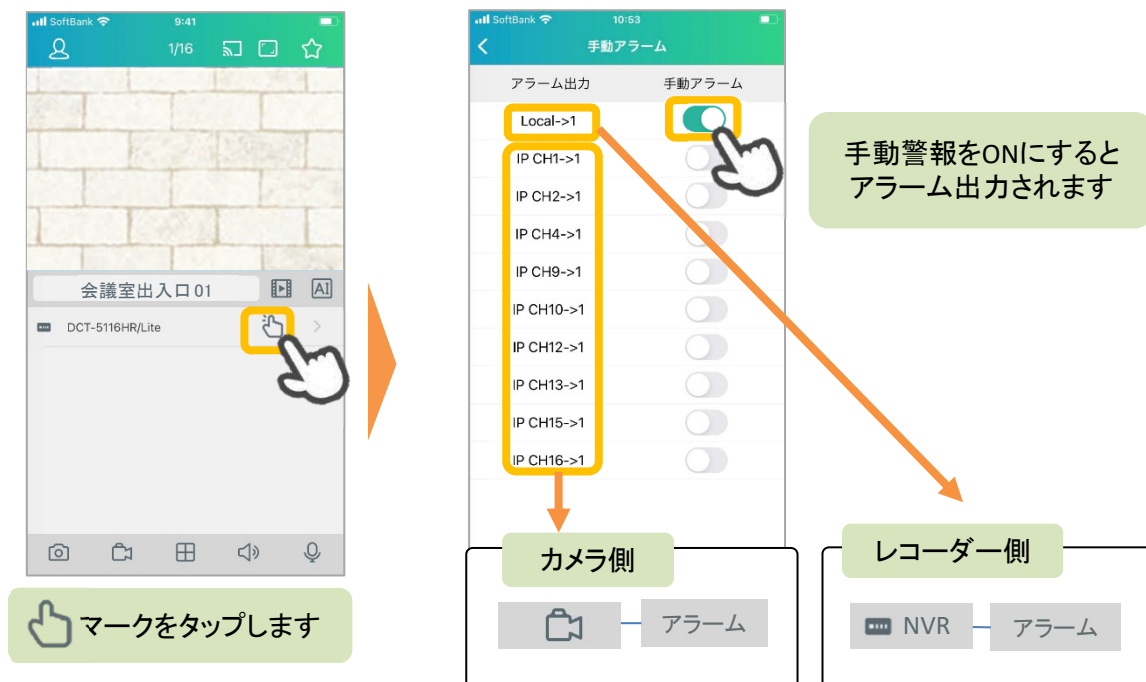 SoftBank 9:41
1/16
会議室出入口 01
AI
DCT-5116HR/Lite
マークをタップします
SoftBank 10:53
手動アラーム
アラーム出力 手動アラーム
Local->1
IP CH1->1
IP CH2->1
IP CH4->1
IP CH9->1
IP CH10->1
IP CH12->1
IP CH13->1
IP CH15->1
IP CH16->1
手動警報をONにすると
アラーム出力されます
カメラ側
アラーム
レコーダー側
NVR
アラーム